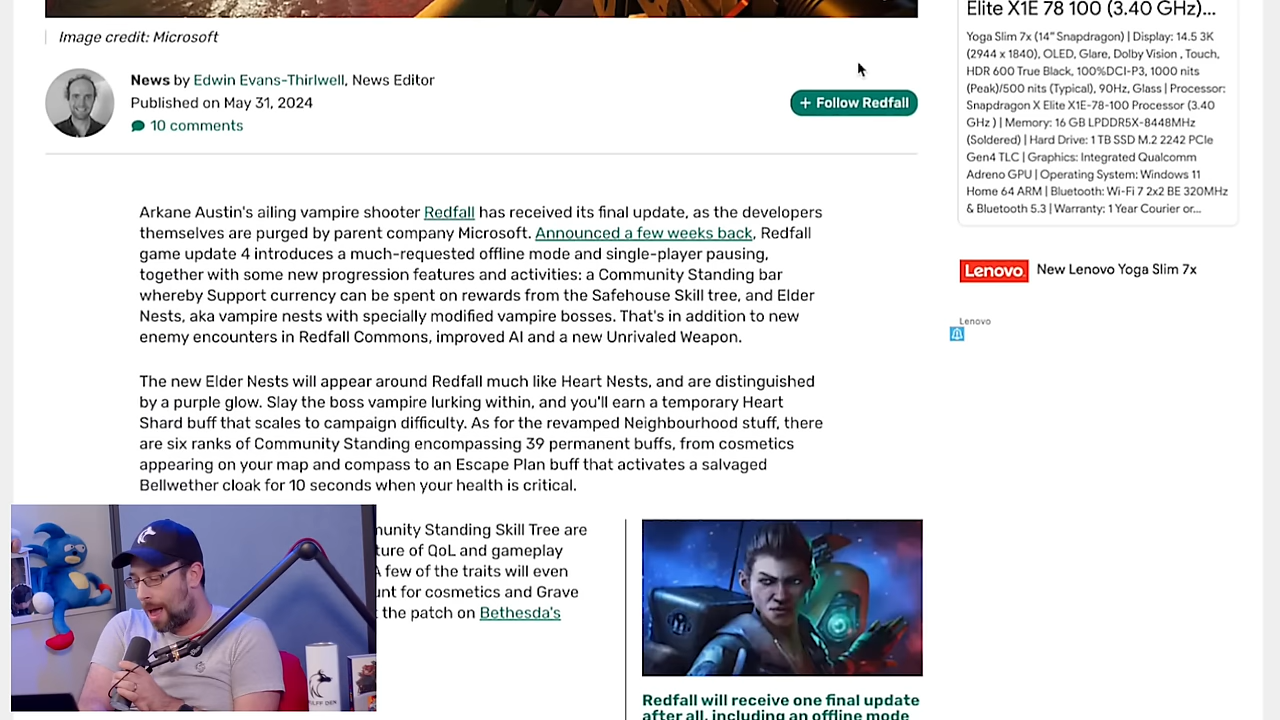 Image credit: Microsoft
News by Edwin Evans-Thirlwell, News Editor
Published on May 31, 2024
10 comments
+ Follow Redfall
Arkane Austin's ailing vampire shooter Redfall has received its final update, as the developers
themselves are purged by parent company Microsoft. Announced a few weeks back, Redfall
game update 4 introduces a much-requested offline mode and single-player pausing,
together with some new progression features and activities: a Community Standing bar
whereby Support currency can be spent on rewards from the Safehouse Skill tree, and Elder
Nests, aka vampire nests with specially modified vampire bosses. That's in addition to new
enemy encounters in Redfall Commons, improved AI and a new Unrivaled Weapon.
The new Elder Nests will appear around Redfall much like Heart Nests, and are distinguished
by a purple glow. Slay the boss vampire lurking within, and you'll earn a temporary Heart
Shard buff that scales to campaign difficulty. As for the revamped Neighbourhood stuff, there
are six ranks of Community Standing encompassing 39 permanent buffs, from cosmetics
appearing on your map and compass to an Escape Plan buff that activates a salvaged
Bellwether cloak for 10 seconds when your health is critical.
munity Standing Skill Tree are
ture of QoL and gameplay
A few of the traits will even
unt for cosmetics and Grave
t the patch on Bethesda's
Redfall will receive one final update
after all, including an offline mode
Elite X1E 78 100 (3.40 GHz)...
Yoga Slim 7x (14" Snapdragon) | Display: 14.5 3K
(2944 x 1840), OLED, Glare, Dolby Vision , Touch,
HDR 600 True Black, 100%DCI-P3, 1000 nits
(Peak)/500 nits (Typical), 90Hz, Glass | Processor:
Snapdragon X Elite X1E-78-100 Processor (3.40
GHz ) | Memory: 16 GB LPDDR5X-8448MHz
(Soldered) | Hard Drive: 1 TB SSD M.2 2242 PCIe
Gen4 TLC | Graphics: Integrated Qualcomm
Adreno GPU | Operating System: Windows 11
Home 64 ARM | Bluetooth: Wi-Fi 7 2x2 BE 320MHz
& Bluetooth 5.3 | Warranty: 1 Year Courier or...
Lenovo
New Lenovo Yoga Slim 7x
Lenovo
WULFF DEN